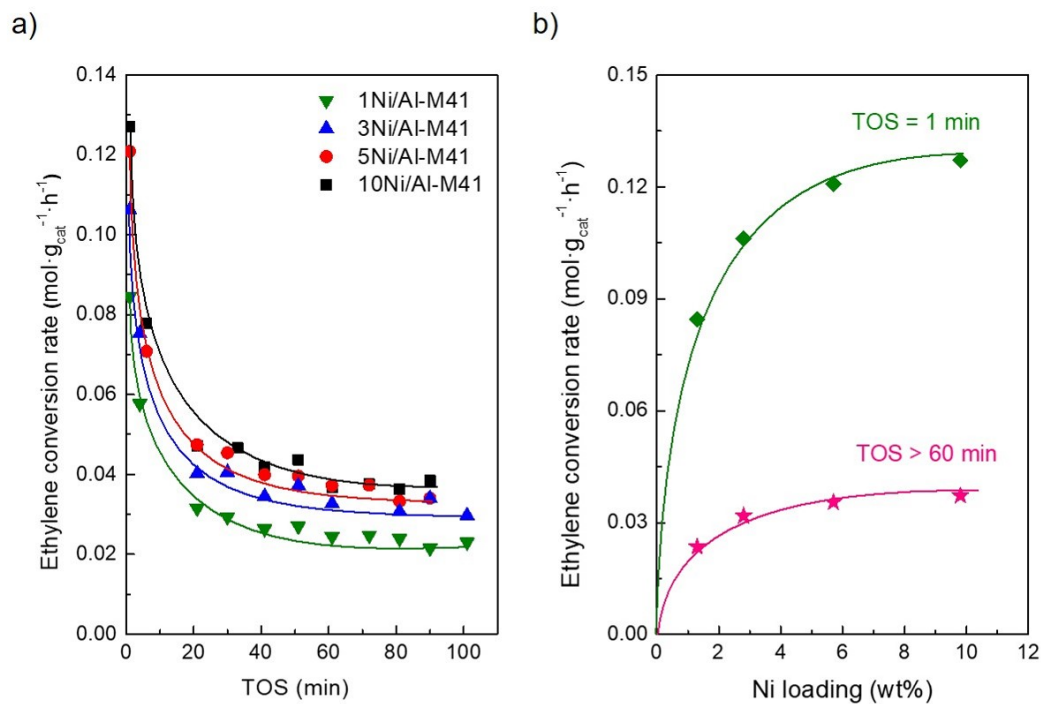 a)
Ethylene conversion rate (mol·g_cat⁻¹·h⁻¹)
0.14
0.12
0.10
0.08
0.06
0.04
0.02
0.00
1Ni/Al-M41
3Ni/Al-M41
5Ni/Al-M41
10Ni/Al-M41
0 20 40 60 80 100
TOS (min)
b)
Ethylene conversion rate (mol·g_cat⁻¹·h⁻¹)
0.15
0.12
0.09
0.06
0.03
0.00
TOS = 1 min
TOS > 60 min
0 2 4 6 8 10 12
Ni loading (wt%)